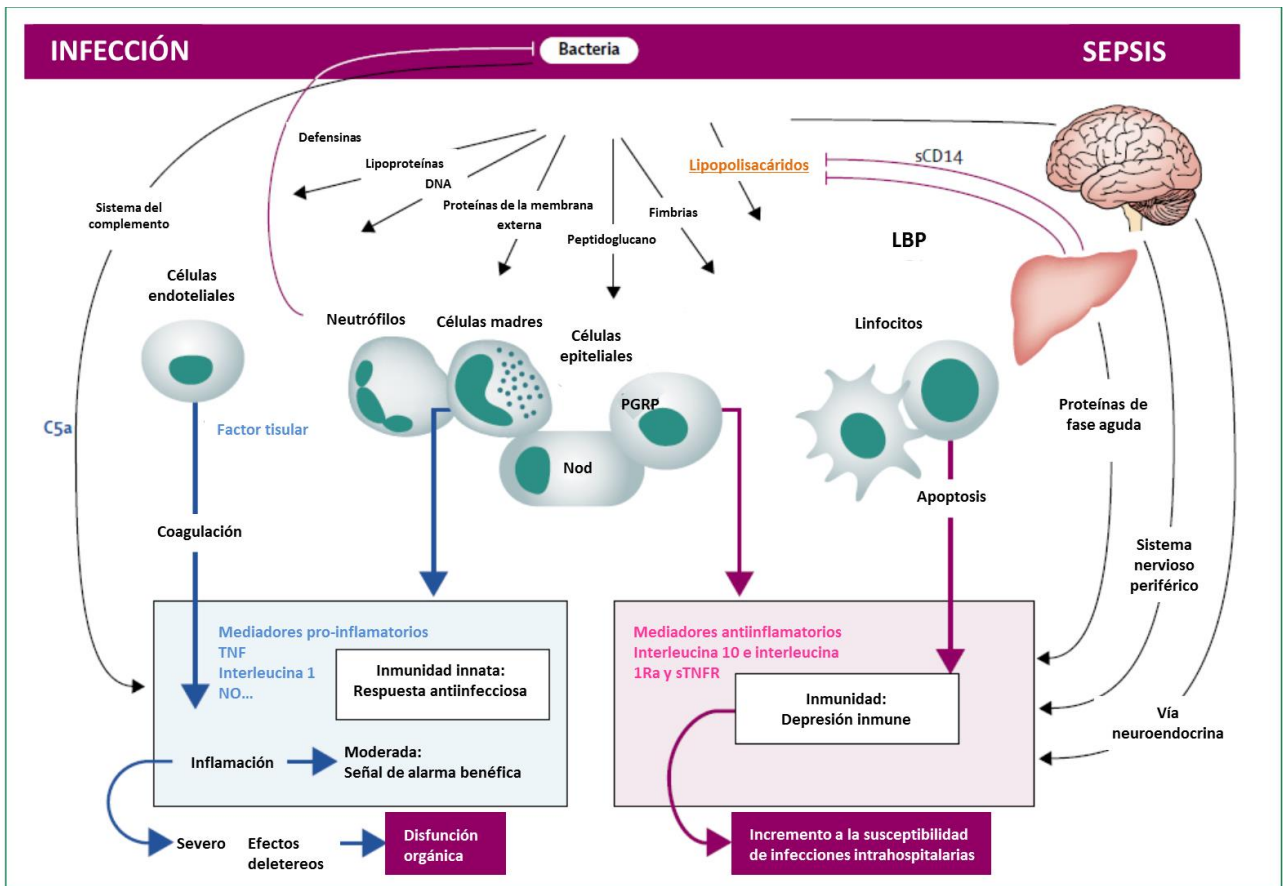 INFECCIÓN
Bacteria
SEPSIS
Defensinas
Lipoproteínas
DNA
Proteínas de la membrana
externa
Peptidoglucano
Fimbrias
Lipopolisacáridos
sCD14
LBP
Sistema del
complemento
Células
endoteliales
Neutrófilos
Células madres
Células
epiteliales
Linfocitos
PGRP
Nod
C5a
Factor tisular
Coagulación
Apoptosis
Proteínas de
fase aguda
Sistema
nervioso
periférico
Vía
neuroendocrina
Mediadores pro-inflamatorios
TNF
Interleucina 1
NO...
Inmunidad innata:
Respuesta antiinfecciosa
Inflamación
Moderada:
Señal de alarma benéfica
Severo
Efectos
deletereos
Disfunción
orgánica
Mediadores antiinflamatorios
Interleucina 10 e interleucina
1Ra y sTNFR
Inmunidad:
Depresión inmune
Incremento a la susceptibilidad
de infecciones intrahospitalarias